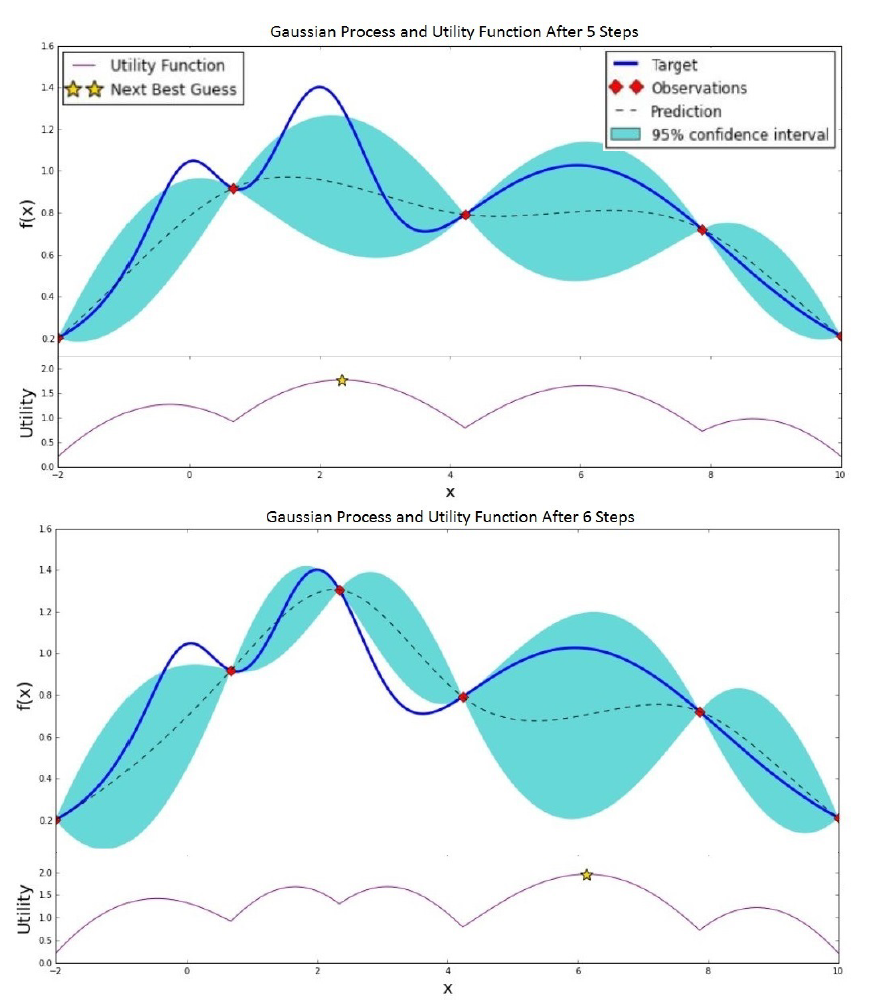 Gaussian Process and Utility Function After 5 Steps
1.6
1.4
1.2
1.0
0.8
0.6
0.4
0.2
f(x)
Utility Function
Next Best Guess
Target
Observations
Prediction
95% confidence interval
2.0
1.5
1.0
0.5
0.0
Utility
−2 0 2 4 6 8 10
x
Gaussian Process and Utility Function After 6 Steps
1.6
1.4
1.2
1.0
0.8
0.6
0.4
0.2
f(x)
2.0
1.5
1.0
0.5
0.0
Utility
−2 0 2 4 6 8 10
x